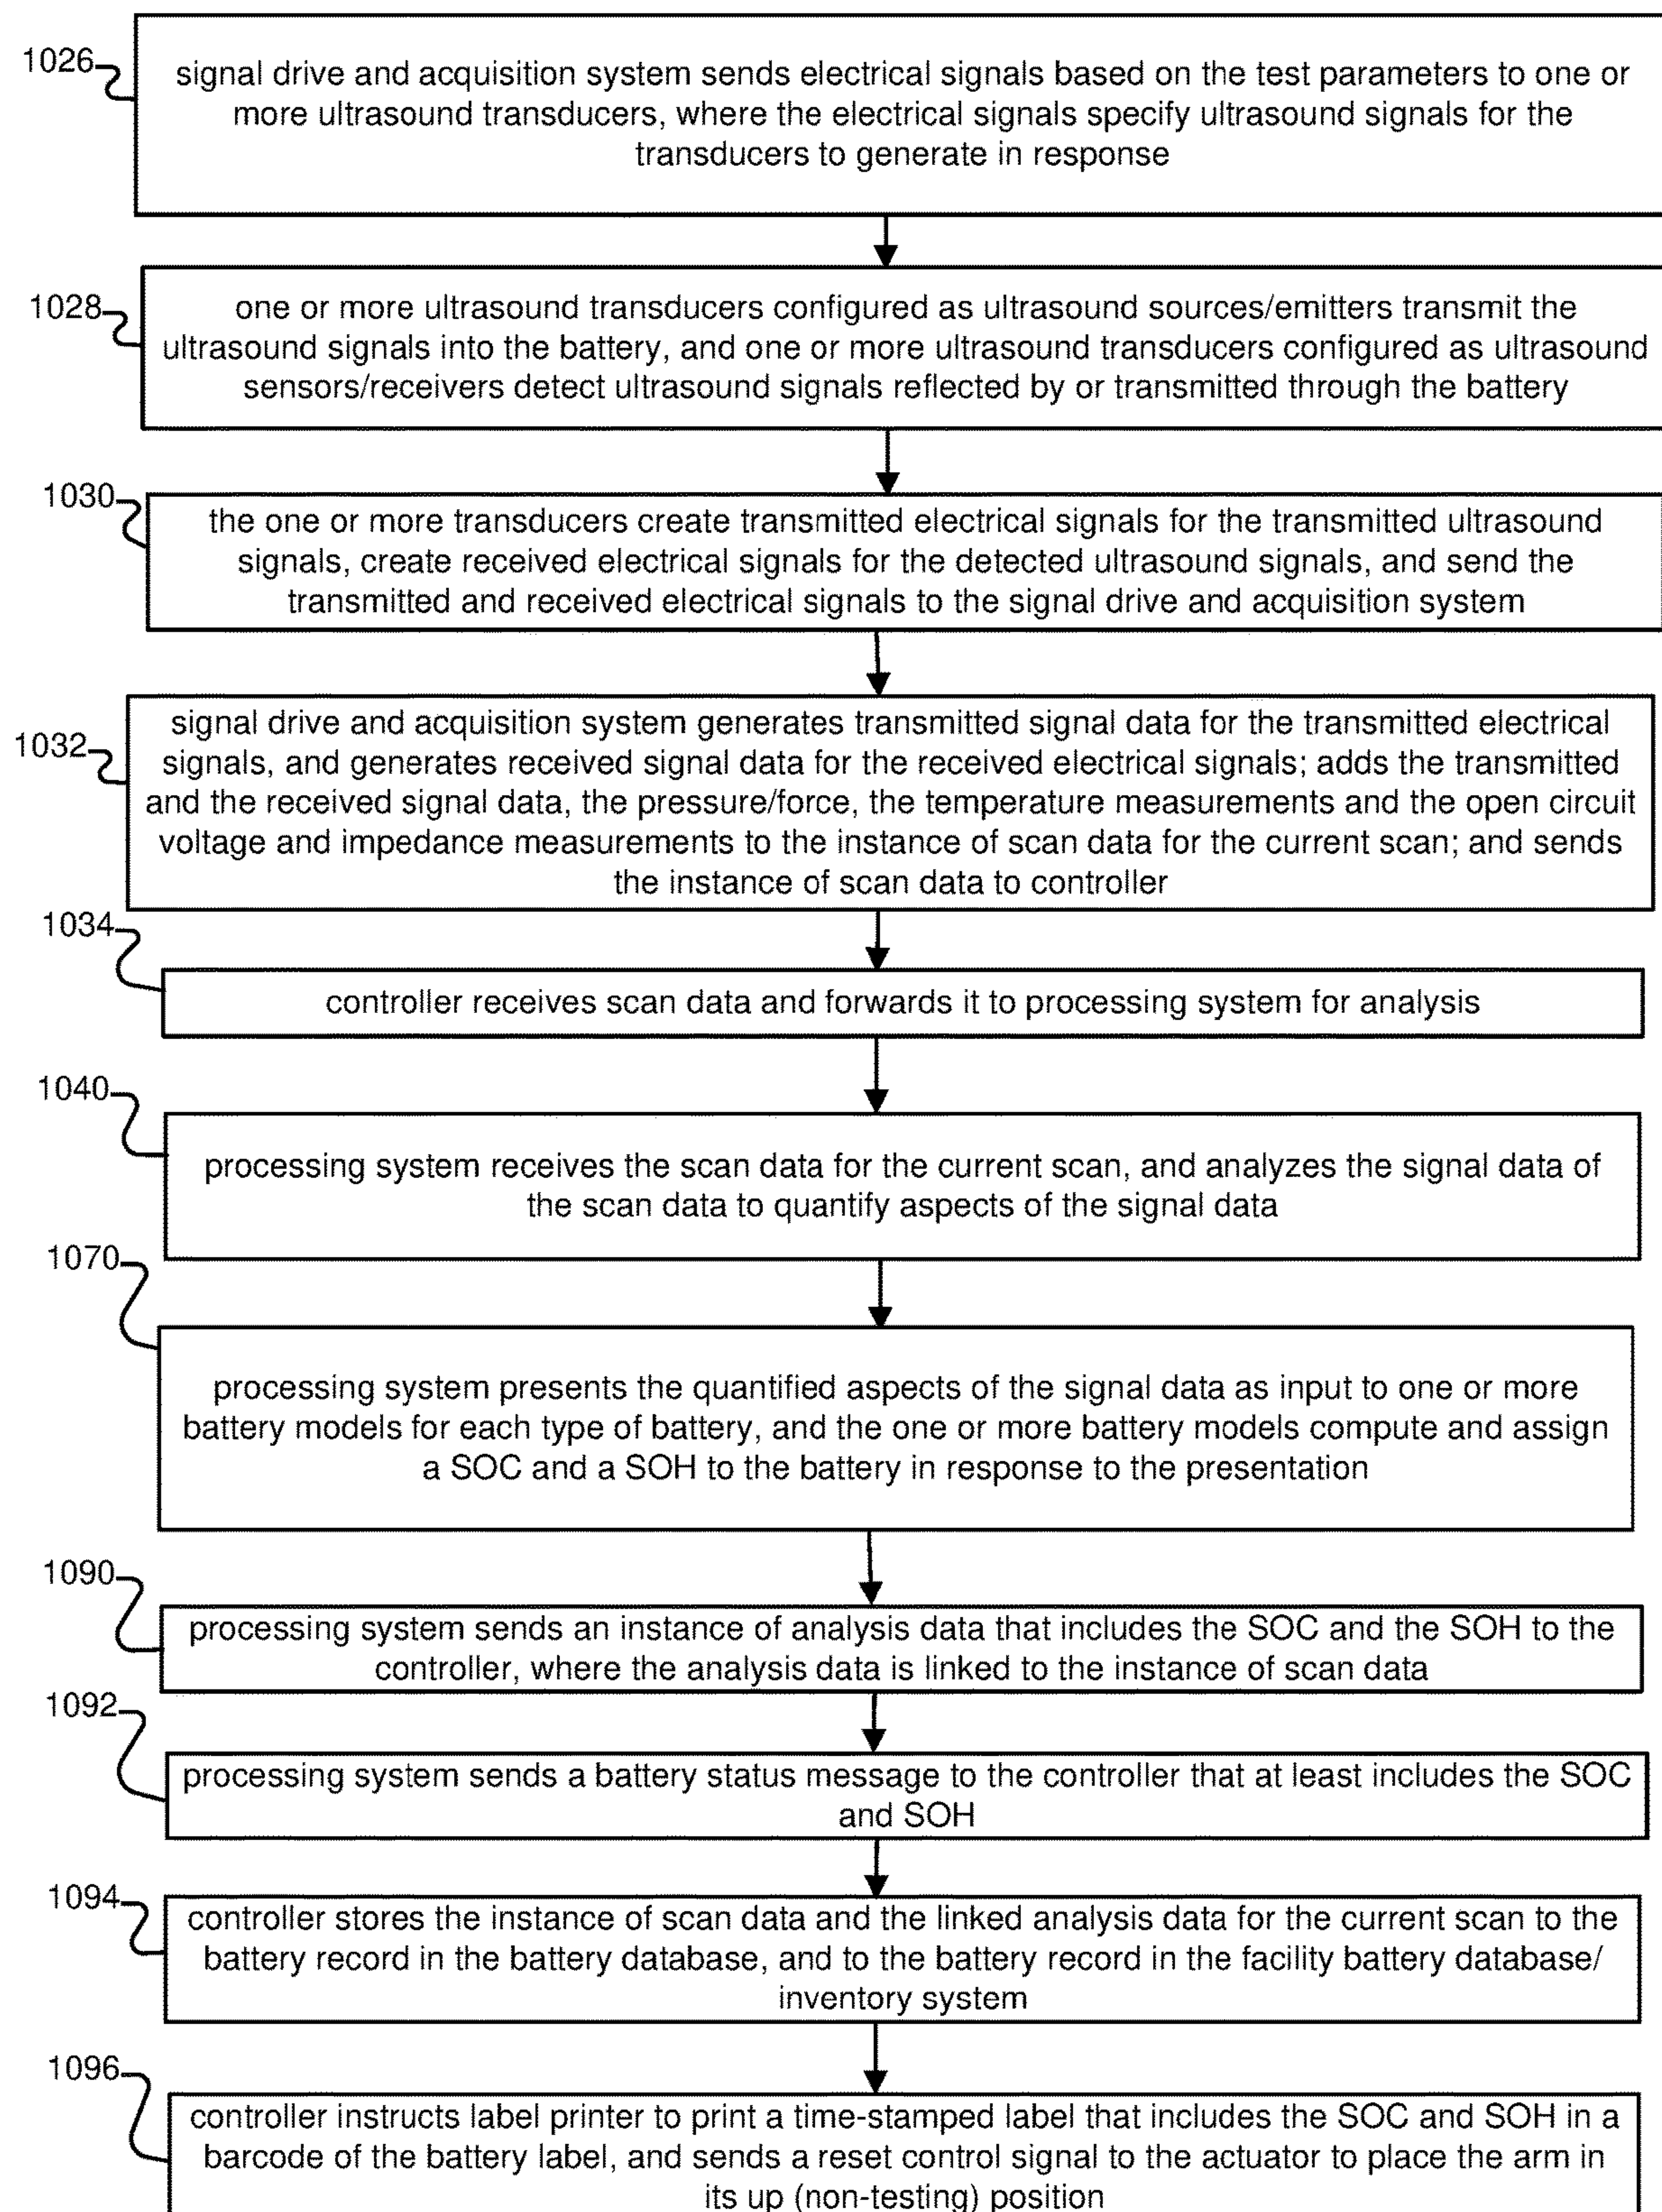 1026
signal drive and acquisition system sends electrical signals based on the test parameters to one or
more ultrasound transducers, where the electrical signals specify ultrasound signals for the
transducers to generate in response
1028
one or more ultrasound transducers configured as ultrasound sources/emitters transmit the
ultrasound signals into the battery, and one or more ultrasound transducers configured as ultrasound
sensors/receivers detect ultrasound signals reflected by or transmitted through the battery
1030
the one or more transducers create transmitted electrical signals for the transmitted ultrasound
signals, create received electrical signals for the detected ultrasound signals, and send the
transmitted and received electrical signals to the signal drive and acquisition system
1032
signal drive and acquisition system generates transmitted signal data for the transmitted electrical
signals, and generates received signal data for the received electrical signals; adds the transmitted
and the received signal data, the pressure/force, the temperature measurements and the open circuit
voltage and impedance measurements to the instance of scan data for the current scan; and sends
the instance of scan data to controller
1034
controller receives scan data and forwards it to processing system for analysis
1040
processing system receives the scan data for the current scan, and analyzes the signal data of
the scan data to quantify aspects of the signal data
1070
processing system presents the quantified aspects of the signal data as input to one or more
battery models for each type of battery, and the one or more battery models compute and assign
a SOC and a SOH to the battery in response to the presentation
1090
processing system sends an instance of analysis data that includes the SOC and the SOH to the
controller, where the analysis data is linked to the instance of scan data
1092
processing system sends a battery status message to the controller that at least includes the SOC
and SOH
1094
controller stores the instance of scan data and the linked analysis data for the current scan to the
battery record in the battery database, and to the battery record in the facility battery database/
inventory system
1096
controller instructs label printer to print a time-stamped label that includes the SOC and SOH in a
barcode of the battery label, and sends a reset control signal to the actuator to place the arm in
its up (non-testing) position